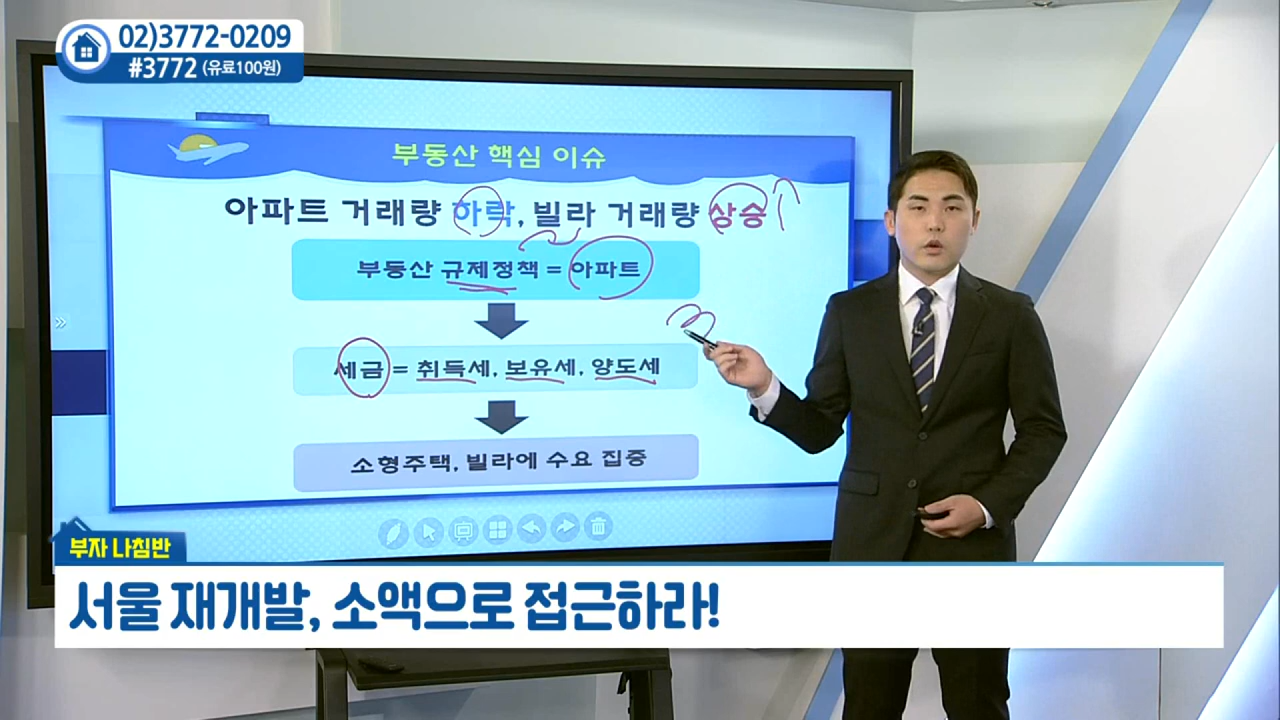 02)3772-0209
#3772 (유료100원)
부동산 핵심 이슈
아파트 거래량 하락, 빌라 거래량 상승
부동산 규제정책 = 아파트
세금 = 취득세, 보유세, 양도세
소형주택, 빌라에 수요 집중
부자 나침반
서울 재개발, 소액으로 접근하라!